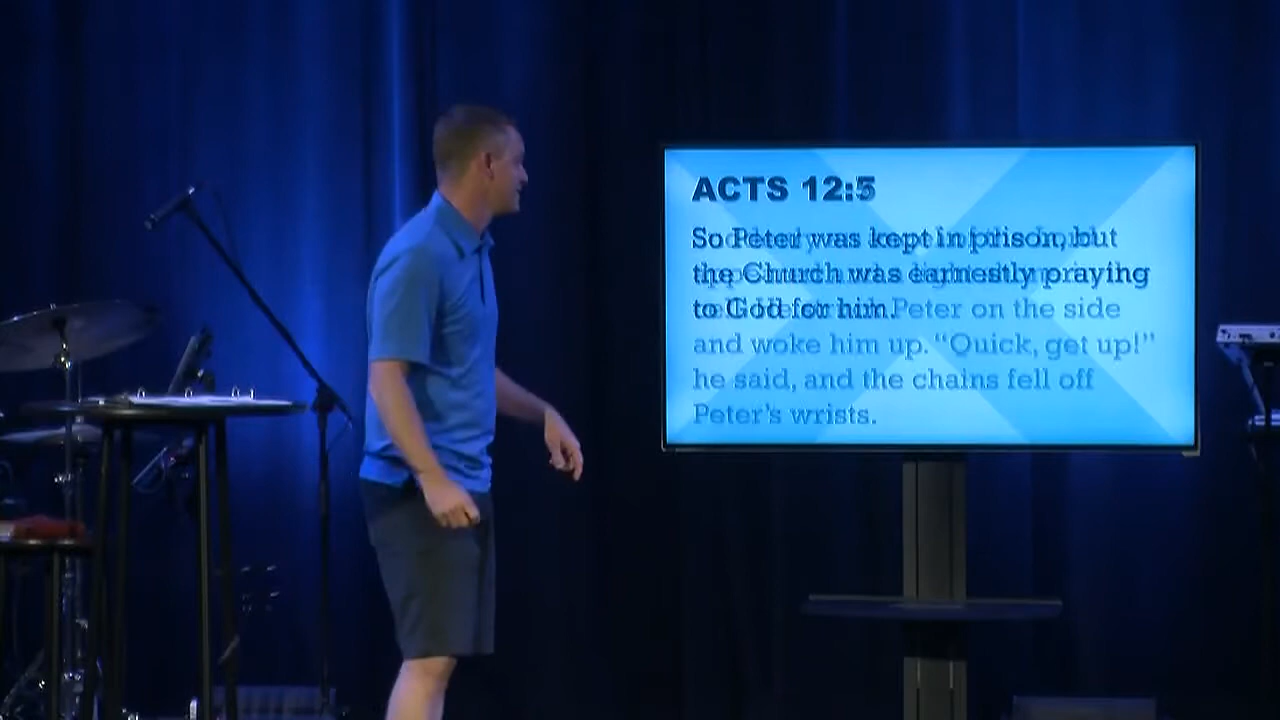 ACTS 12:5
So Peter was kept in prison, but
the Church was earnestly praying
to God for him. Peter on the side
and woke him up. “Quick, get up!”
he said, and the chains fell off
Peter’s wrists.